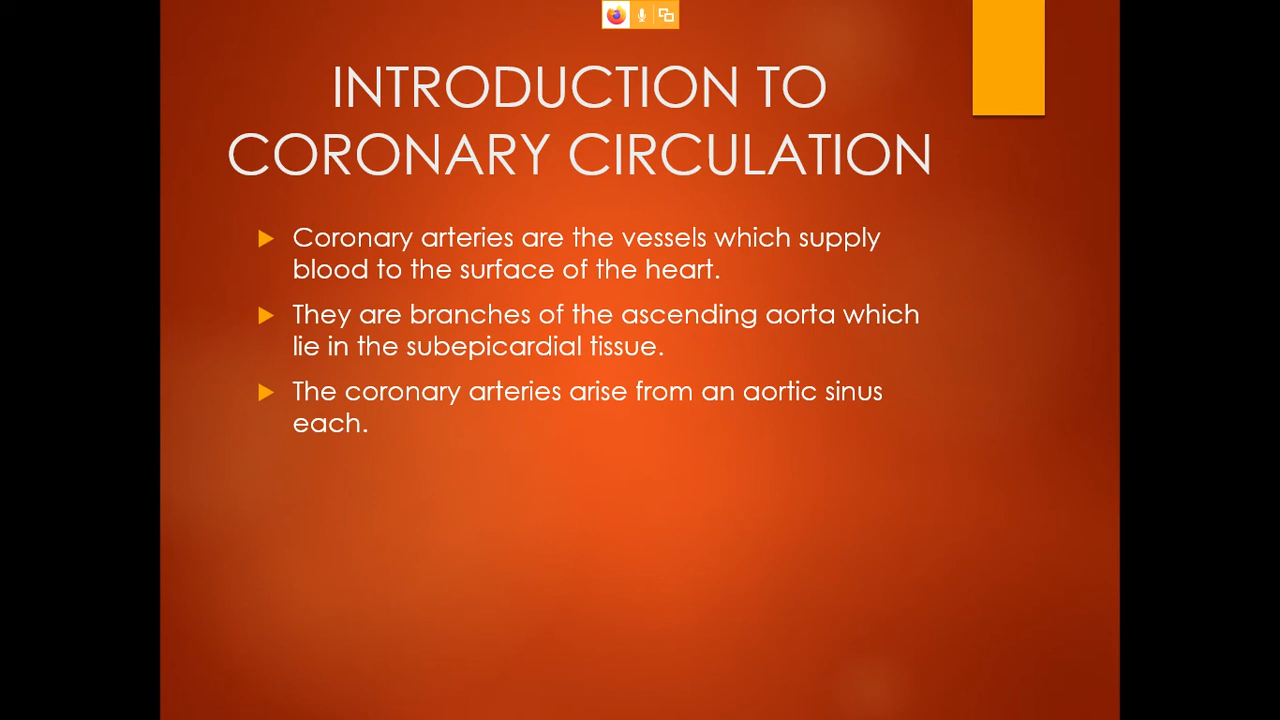 INTRODUCTION TO
CORONARY CIRCULATION
Coronary arteries are the vessels which supply
blood to the surface of the heart.
They are branches of the ascending aorta which
lie in the subepicardial tissue.
The coronary arteries arise from an aortic sinus
each.